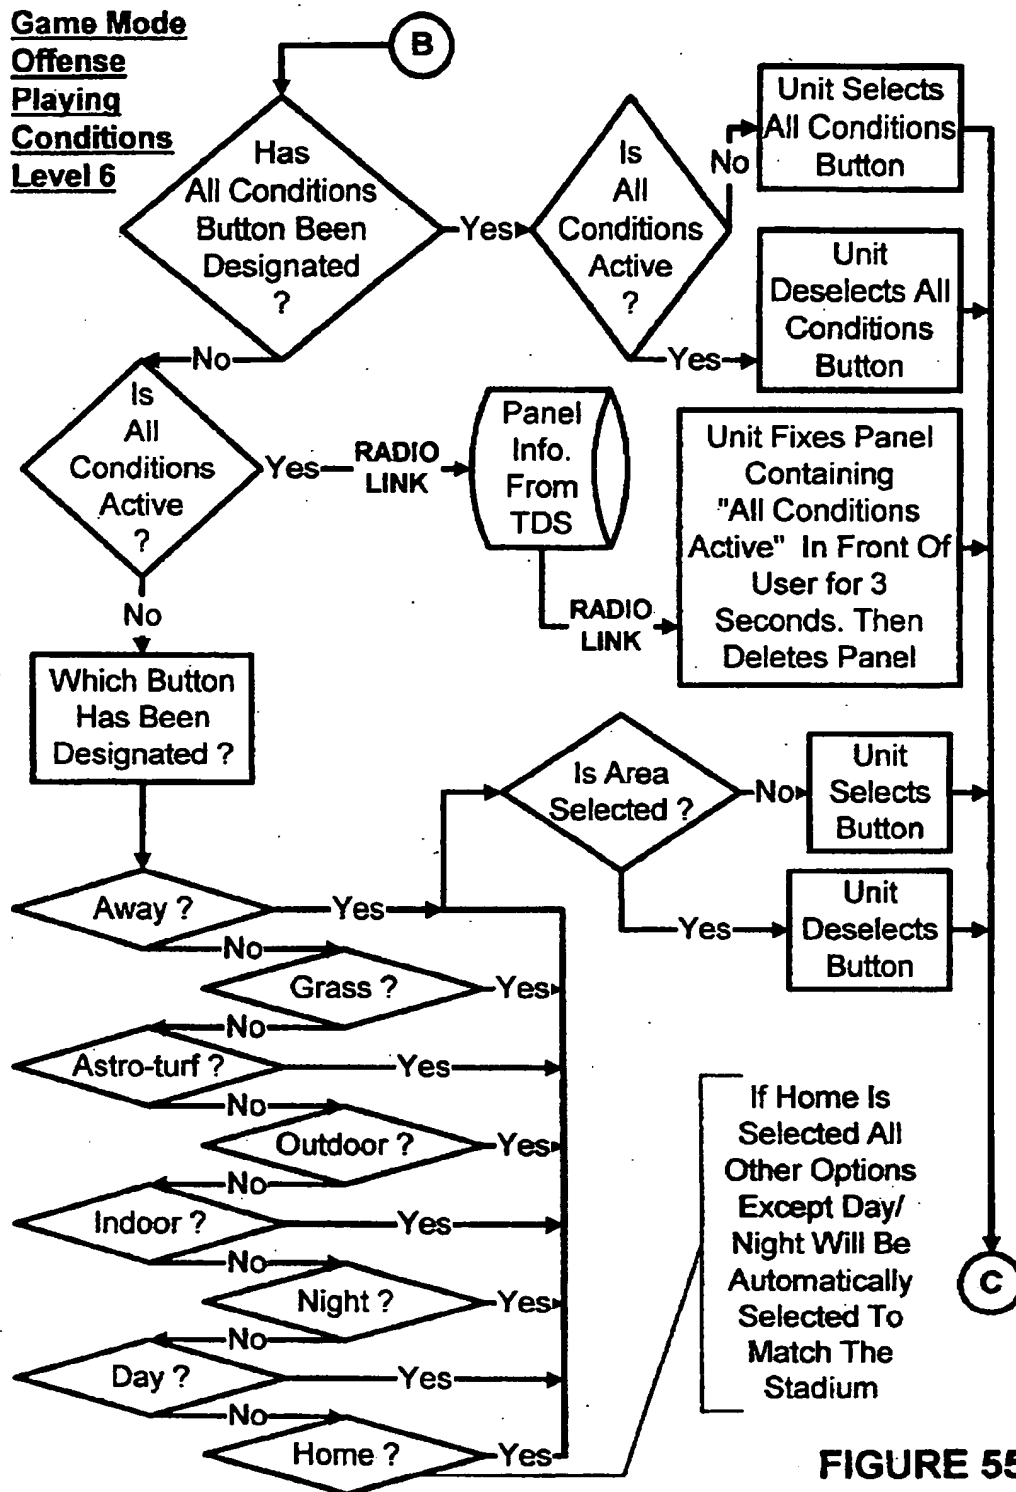 Game Mode
Offense
Playing
Conditions
Level 6
B
Has
All Conditions
Button Been
Designated
?
Yes
Is
All
Conditions
Active
?
No
Unit Selects
All Conditions
Button
Yes
Unit
Deselects All
Conditions
Button
No
Is
All
Conditions
Active
?
Yes
RADIO
LINK
Panel
Info.
From
TDS
RADIO
LINK
Unit Fixes Panel
Containing
"All Conditions
Active" In Front Of
User for 3
Seconds. Then
Deletes Panel
No
Which Button
Has Been
Designated ?
Is Area
Selected ?
No
Unit
Selects
Button
Yes
Unit
Deselects
Button
Away ?
Yes
No
Grass ?
Yes
No
Astro-turf ?
Yes
No
Outdoor ?
Yes
No
Indoor ?
Yes
No
Night ?
Yes
No
Day ?
Yes
No
Home ?
Yes
If Home Is
Selected All
Other Options
Except Day/
Night Will Be
Automatically
Selected To
Match The
Stadium
C
FIGURE 55